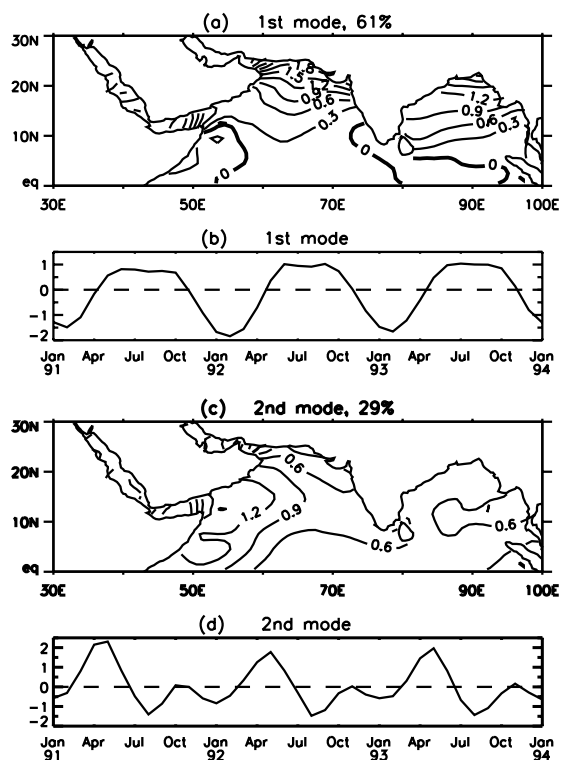 (a) 1st mode, 61%
30N
20N
10N
eq
1.8
1.5
1.2
0.9
0.6
0.3
0
0
1.2
0.9
0.6
0.3
0
30E 50E 70E 90E 100E
(b) 1st mode
1
0
-1
-2
Jan Apr Jul Oct Jan Apr Jul Oct Jan Apr Jul Oct Jan
91 92 93 94
(c) 2nd mode, 29%
30N
20N
10N
eq
0.6
1.2
0.9
0.6
0.6
30E 50E 70E 90E 100E
(d) 2nd mode
2
1
0
-1
-2
Jan Apr Jul Oct Jan Apr Jul Oct Jan Apr Jul Oct Jan
91 92 93 94